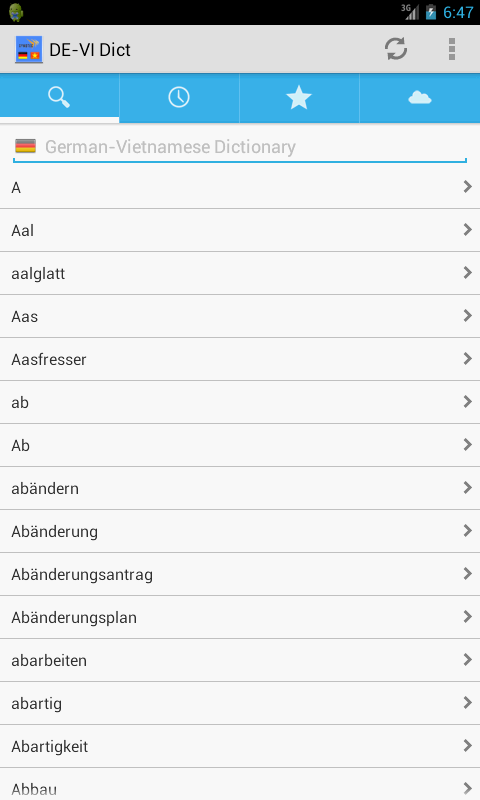 3G
6:47
DE-VI Dict
German-Vietnamese Dictionary
A
Aal
aalglatt
Aas
Aasfresser
ab
Ab
abändern
Abänderung
Abänderungsantrag
Abänderungsplan
abarbeiten
abartig
Abartigkeit
Abbau